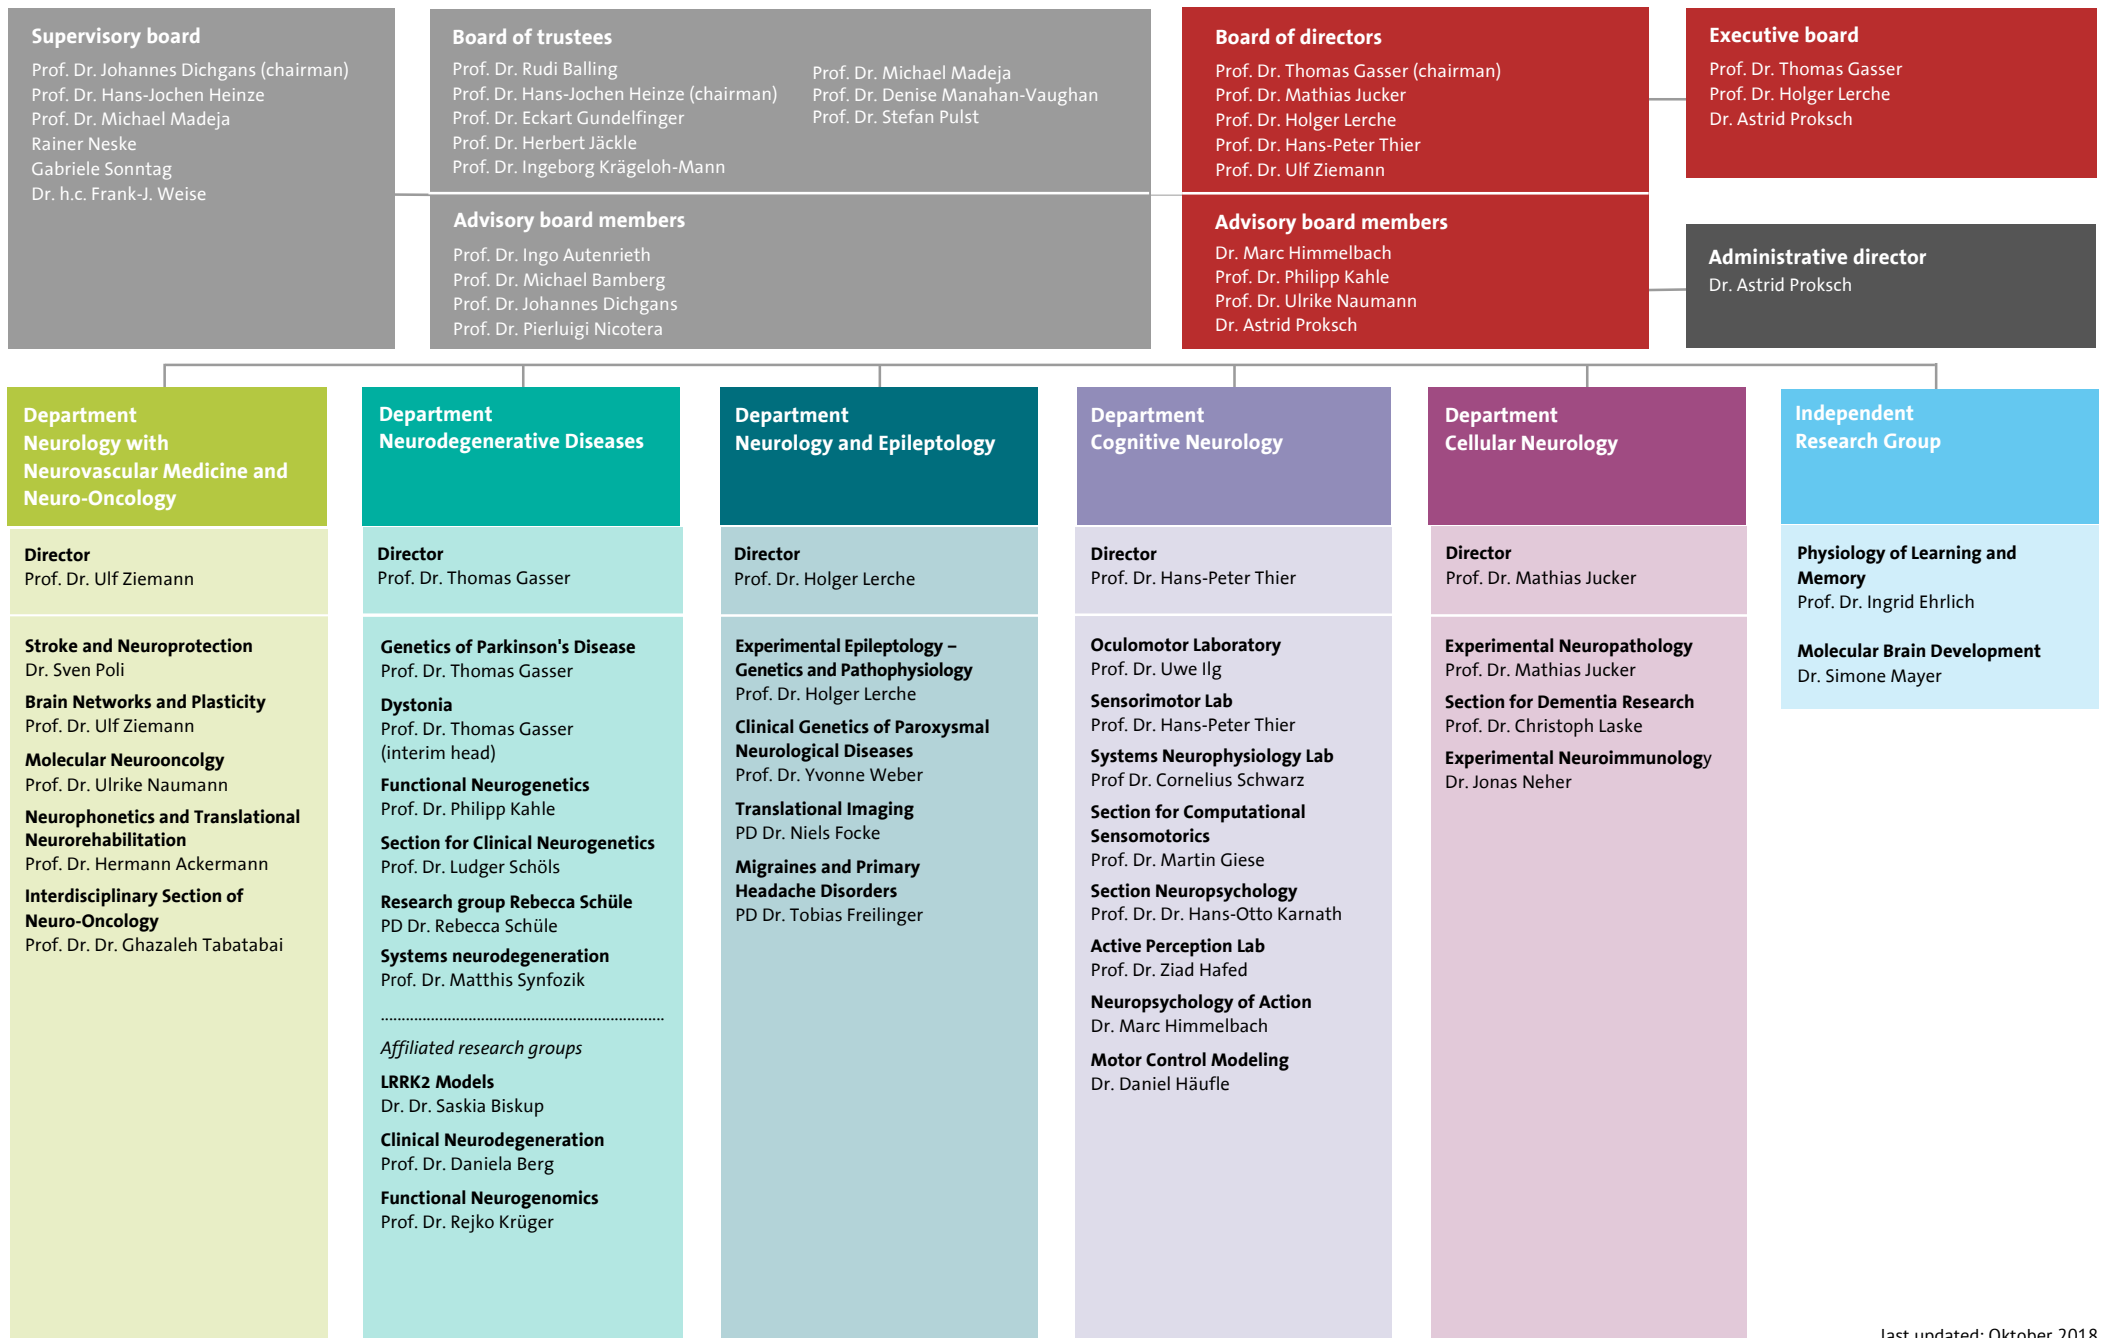 Supervisory board
Prof. Dr. Johannes Dichgans (chairman)
Prof. Dr. Hans-Jochen Heinze
Prof. Dr. Michael Madeja
Rainer Neske
Gabriele Sonntag
Dr. h.c. Frank-J. Weise
Board of trustees
Prof. Dr. Rudi Balling
Prof. Dr. Hans-Jochen Heinze (chairman)
Prof. Dr. Eckart Gundelfinger
Prof. Dr. Herbert Jäckle
Prof. Dr. Ingeborg Krägeloh-Mann
Prof. Dr. Michael Madeja
Prof. Dr. Denise Manahan-Vaughan
Prof. Dr. Stefan Pulst
Advisory board members
Prof. Dr. Ingo Autenrieth
Prof. Dr. Michael Bamberg
Prof. Dr. Johannes Dichgans
Prof. Dr. Pierluigi Nicotera
Board of directors
Prof. Dr. Thomas Gasser (chairman)
Prof. Dr. Mathias Jucker
Prof. Dr. Holger Lerche
Prof. Dr. Hans-Peter Thier
Prof. Dr. Ulf Ziemann
Advisory board members
Dr. Marc Himmelbach
Prof. Dr. Philipp Kahle
Prof. Dr. Ulrike Naumann
Dr. Astrid Proksch
Executive board
Prof. Dr. Thomas Gasser
Prof. Dr. Holger Lerche
Dr. Astrid Proksch
Administrative director
Dr. Astrid Proksch
Department
Neurology with
Neurovascular Medicine and
Neuro-Oncology
Director
Prof. Dr. Ulf Ziemann
Stroke and Neuroprotection
Dr. Sven Poli
Brain Networks and Plasticity
Prof. Dr. Ulf Ziemann
Molecular Neurooncolgy
Prof. Dr. Ulrike Naumann
Neurophonetics and Translational
Neurorehabilitation
Prof. Dr. Hermann Ackermann
Interdisciplinary Section of
Neuro-Oncology
Prof. Dr. Dr. Ghazaleh Tabatabai
Department
Neurodegenerative Diseases
Director
Prof. Dr. Thomas Gasser
Genetics of Parkinson's Disease
Prof. Dr. Thomas Gasser
Dystonia
Prof. Dr. Thomas Gasser
(interim head)
Functional Neurogenetics
Prof. Dr. Philipp Kahle
Section for Clinical Neurogenetics
Prof. Dr. Ludger Schöls
Research group Rebecca Schüle
PD Dr. Rebecca Schüle
Systems neurodegeneration
Prof. Dr. Matthis Synfozik
Affiliated research groups
LRRK2 Models
Dr. Dr. Saskia Biskup
Clinical Neurodegeneration
Prof. Dr. Daniela Berg
Functional Neurogenomics
Prof. Dr. Rejko Krüger
Department
Neurology and Epileptology
Director
Prof. Dr. Holger Lerche
Experimental Epileptology –
Genetics and Pathophysiology
Prof. Dr. Holger Lerche
Clinical Genetics of Paroxysmal
Neurological Diseases
Prof. Dr. Yvonne Weber
Translational Imaging
PD Dr. Niels Focke
Migraines and Primary
Headache Disorders
PD Dr. Tobias Freilinger
Department
Cognitive Neurology
Director
Prof. Dr. Hans-Peter Thier
Oculomotor Laboratory
Prof. Dr. Uwe Ilg
Sensorimotor Lab
Prof. Dr. Hans-Peter Thier
Systems Neurophysiology Lab
Prof Dr. Cornelius Schwarz
Section for Computational
Sensomotorics
Prof. Dr. Martin Giese
Section Neuropsychology
Prof. Dr. Dr. Hans-Otto Karnath
Active Perception Lab
Prof. Dr. Ziad Hafed
Neuropsychology of Action
Dr. Marc Himmelbach
Motor Control Modeling
Dr. Daniel Häufle
Department
Cellular Neurology
Director
Prof. Dr. Mathias Jucker
Experimental Neuropathology
Prof. Dr. Mathias Jucker
Section for Dementia Research
Prof. Dr. Christoph Laske
Experimental Neuroimmunology
Dr. Jonas Neher
Independent
Research Group
Physiology of Learning and
Memory
Prof. Dr. Ingrid Ehrlich
Molecular Brain Development
Dr. Simone Mayer
last updated: Oktober 2018